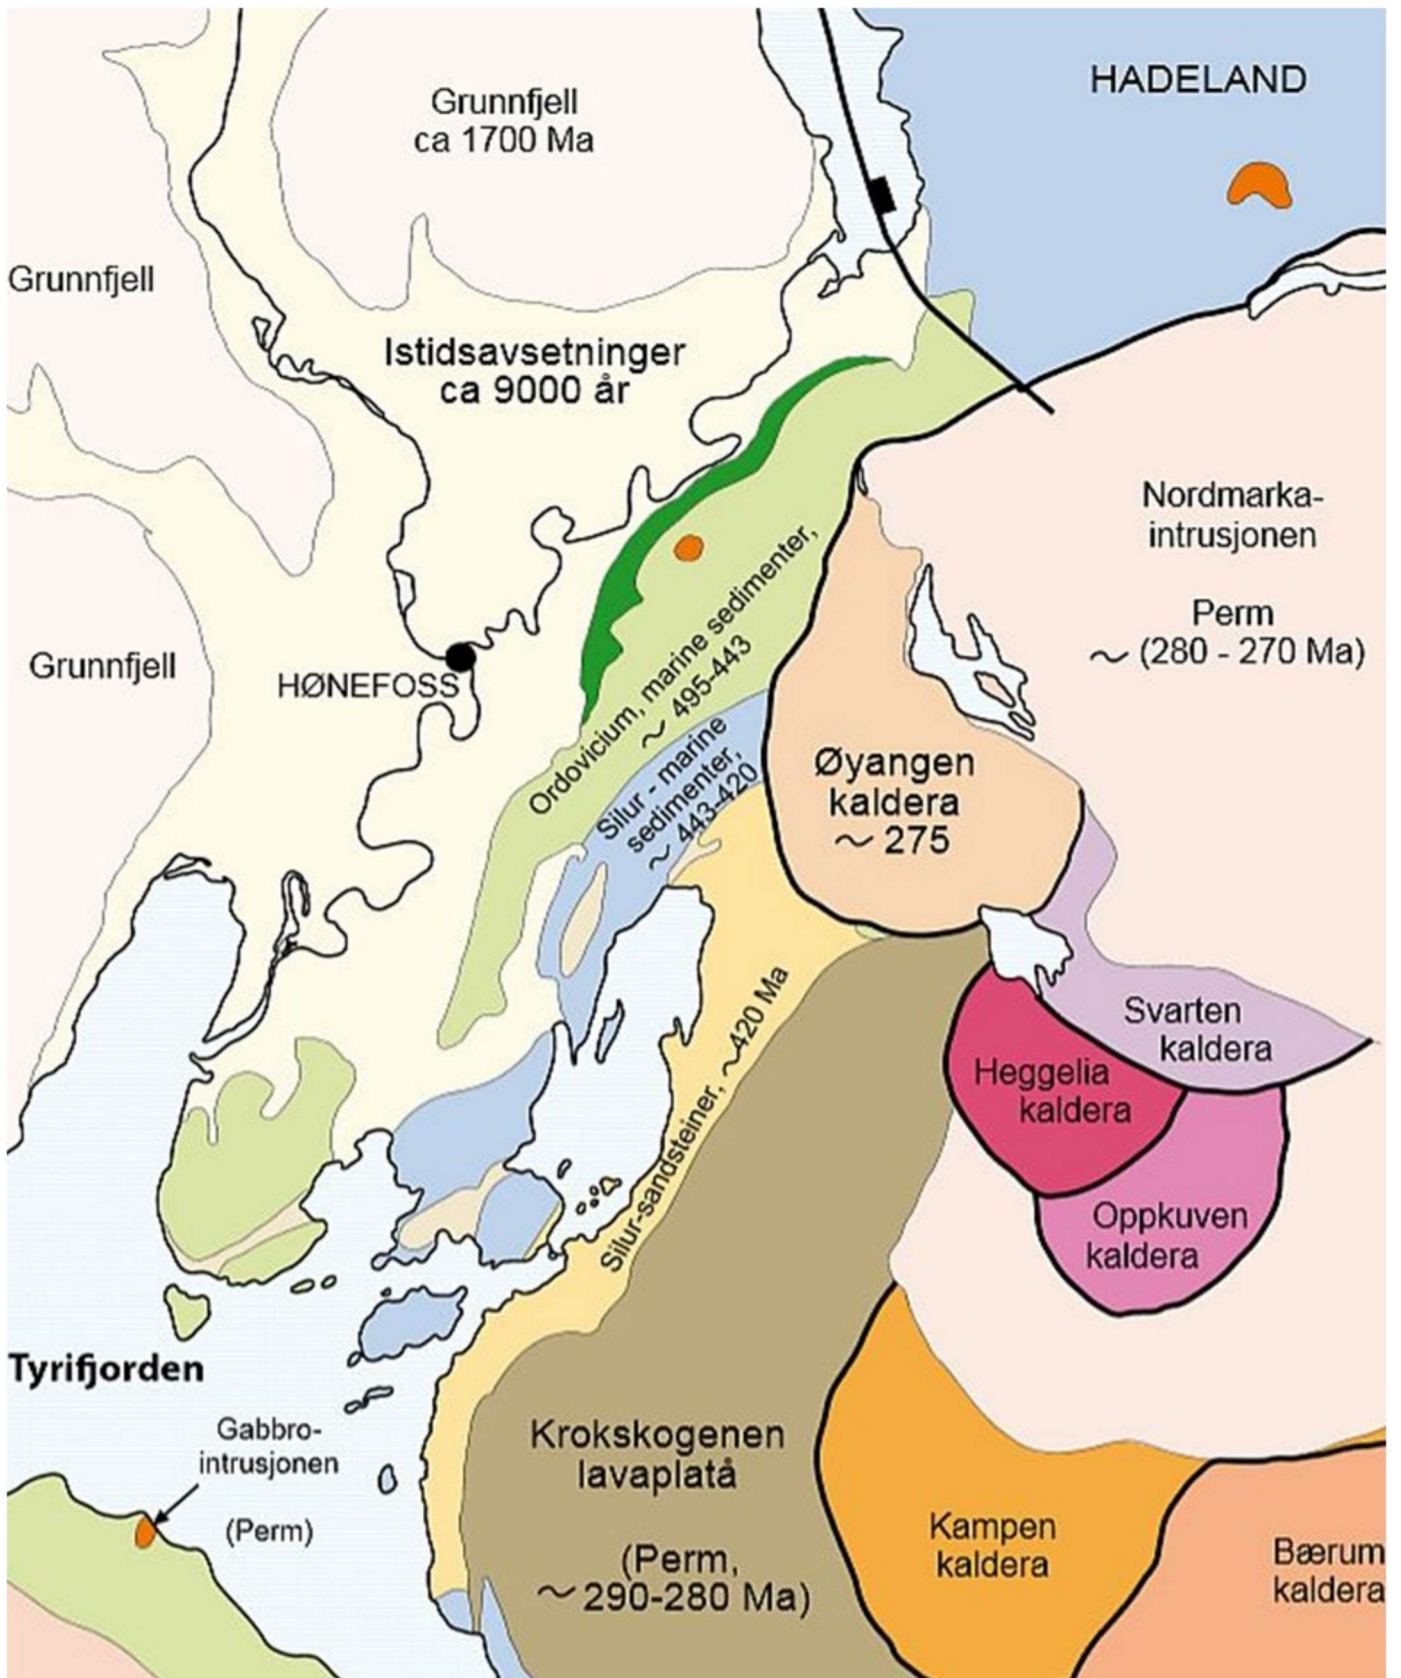 HADELAND
Grunnfjell
ca 1700 Ma
Grunnfjell
Istidsavsetninger
ca 9000 år
Nordmarka-
intrusjonen
Perm
~ (280 - 270 Ma)
Grunnfjell
HØNEFOSS
Ordovicium, marine sedimenter,
~ 495-443
Silur - marine
sedimenter,
~ 443-420
Øyangen
kaldera
~ 275
Silur-sandsteiner, ~420 Ma
Svarten
kaldera
Heggelia
kaldera
Oppkuven
kaldera
Tyrifjorden
Gabbro-
intrusjonen
(Perm)
Krokskogenen
lavaplatå
(Perm,
~ 290-280 Ma)
Kampen
kaldera
Bærum
kaldera